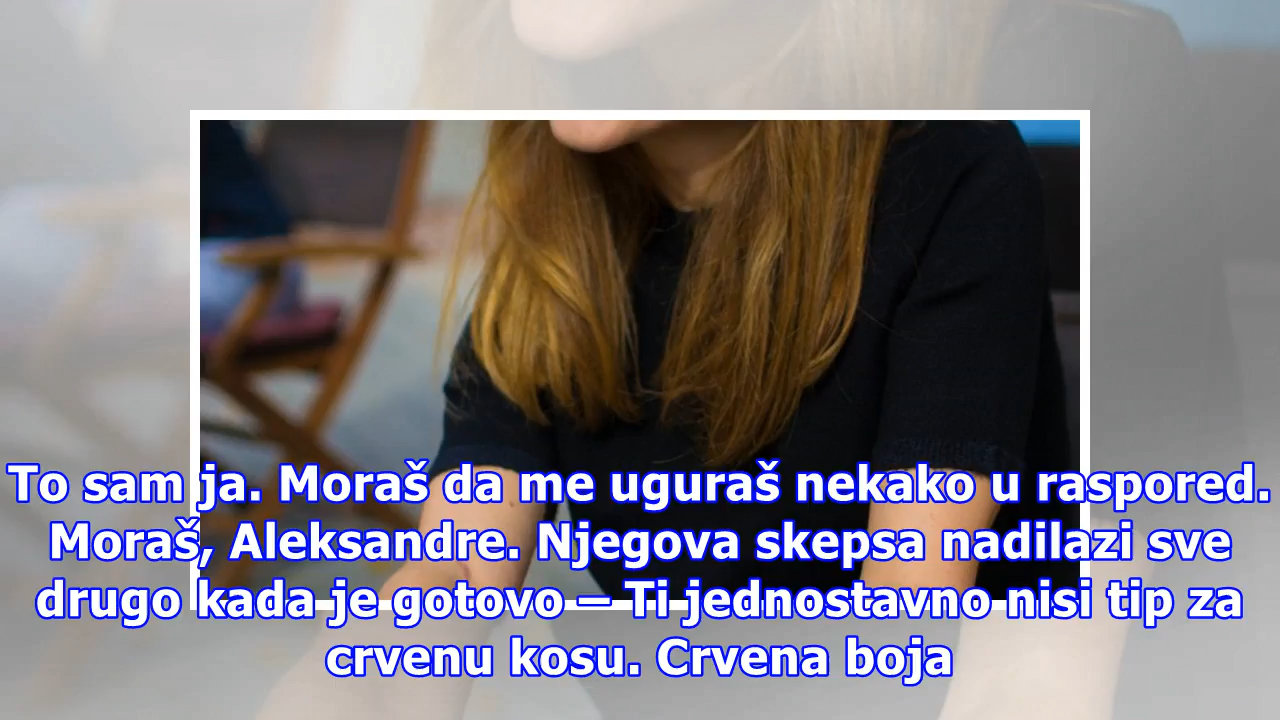 To sam ja. Moraš da me uguraš nekako u raspored.
Moraš, Aleksandre. Njegova skepsa nadilazi sve
drugo kada je gotovo – Ti jednostavno nisi tip za
crvenu kosu. Crvena boja